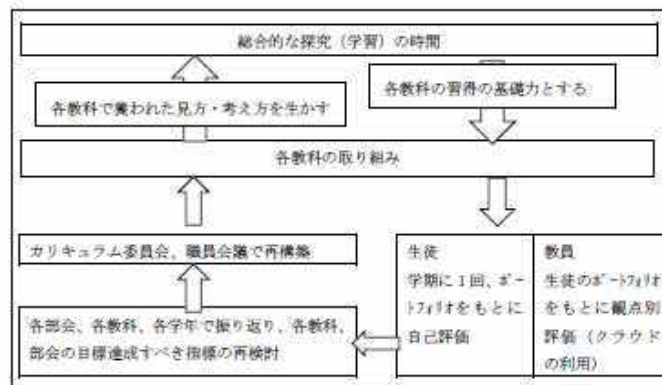 総合的な探究（学習）の時間
各教科で養われた見方・考え方を生かす
各教科の習得の基礎力とする
各教科の取り組み
カリキュラム委員会、職員会議で再構築
各部会、各教科、各学年で振り返り、各教科、
部会の目標達成すべき指標の再検討
生徒
学期に1回、ポー
トフォリオをもとに
自己評価
教員
生徒のポートフォリオ
をもとに観点別
評価（クラウド
の利用）